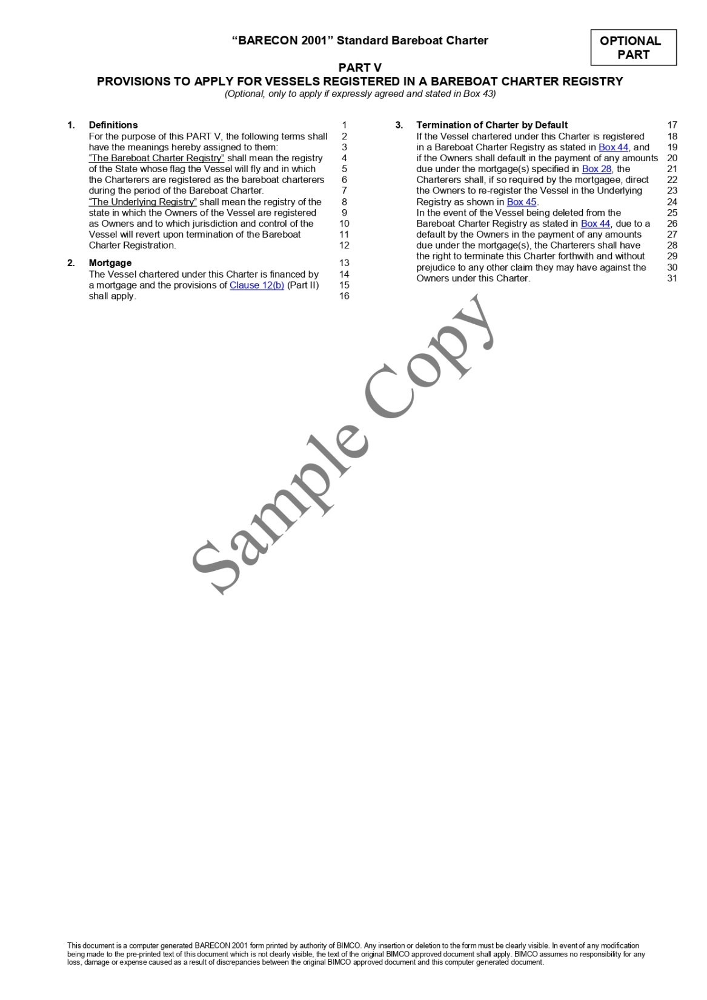 “BARECON 2001” Standard Bareboat Charter
OPTIONAL
PART
PART V
PROVISIONS TO APPLY FOR VESSELS REGISTERED IN A BAREBOAT CHARTER REGISTRY
(Optional, only to apply if expressly agreed and stated in Box 43)
1. Definitions 1
For the purpose of this PART V, the following terms shall 2
have the meanings hereby assigned to them: 3
“The Bareboat Charter Registry” shall mean the registry 4
of the State whose flag the Vessel will fly and in which 5
the Charterers are registered as the bareboat charterers 6
during the period of the Bareboat Charter. 7
“The Underlying Registry” shall mean the registry of the 8
state in which the Owners of the Vessel are registered 9
as Owners and to which jurisdiction and control of the 10
Vessel will revert upon termination of the Bareboat 11
Charter Registration. 12
2. Mortgage 13
The Vessel chartered under this Charter is financed by 14
a mortgage and the provisions of Clause 12(b) (Part II) 15
shall apply. 16
3. Termination of Charter by Default 17
If the Vessel chartered under this Charter is registered 18
in a Bareboat Charter Registry as stated in Box 44, and 19
if the Owners shall default in the payment of any amounts 20
due under the mortgage(s) specified in Box 28, the 21
Charterers shall, if so required by the mortgagee, direct 22
the Owners to re-register the Vessel in the Underlying 23
Registry as shown in Box 45. 24
In the event of the Vessel being deleted from the 25
Bareboat Charter Registry as stated in Box 44, due to a 26
default by the Owners in the payment of any amounts 27
due under the mortgage(s), the Charterers shall have 28
the right to terminate this Charter forthwith and without 29
prejudice to any other claim they may have against the 30
Owners under this Charter. 31
Sample Copy
This document is a computer generated BARECON 2001 form printed by authority of BIMCO. Any insertion or deletion to the form must be clearly visible. In event of any modification
being made to the pre-printed text of this document which is not clearly visible, the text of the original BIMCO approved document shall apply. BIMCO assumes no responsibility for any
loss, damage or expense caused as a result of discrepancies between the original BIMCO approved document and this computer generated document.